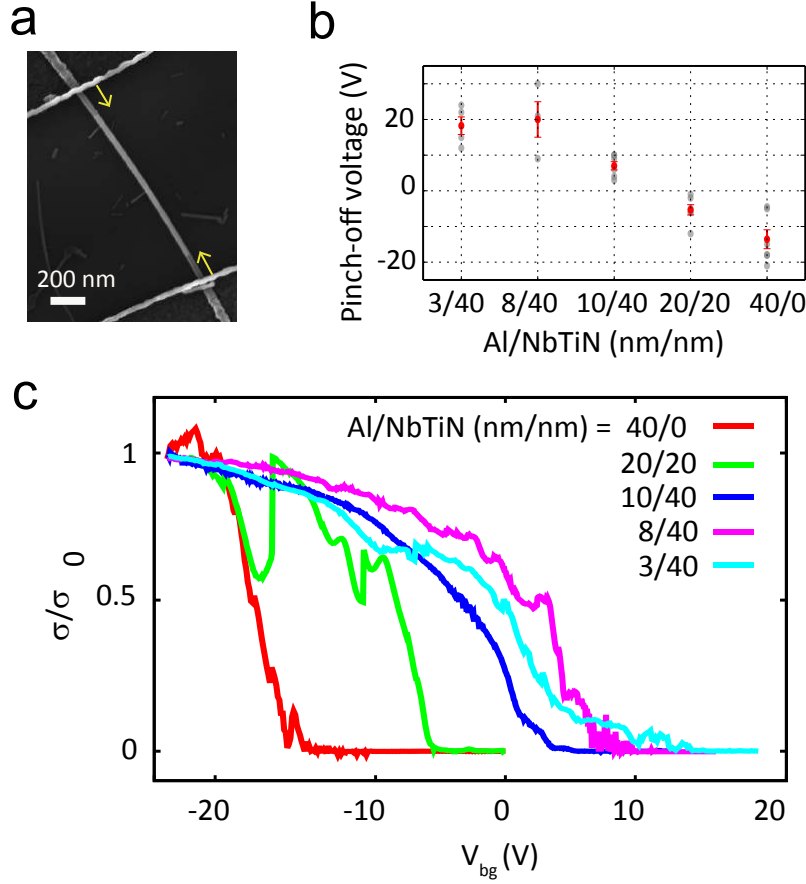 a
200 nm
b
Pinch-off voltage (V)
20
0
-20
3/40 8/40 10/40 20/20 40/0
Al/NbTiN (nm/nm)
c
Al/NbTiN (nm/nm) = 40/0
20/20
10/40
8/40
3/40
σ/σ 0
1
0.5
0
-20 -10 0 10 20
Vbg (V)